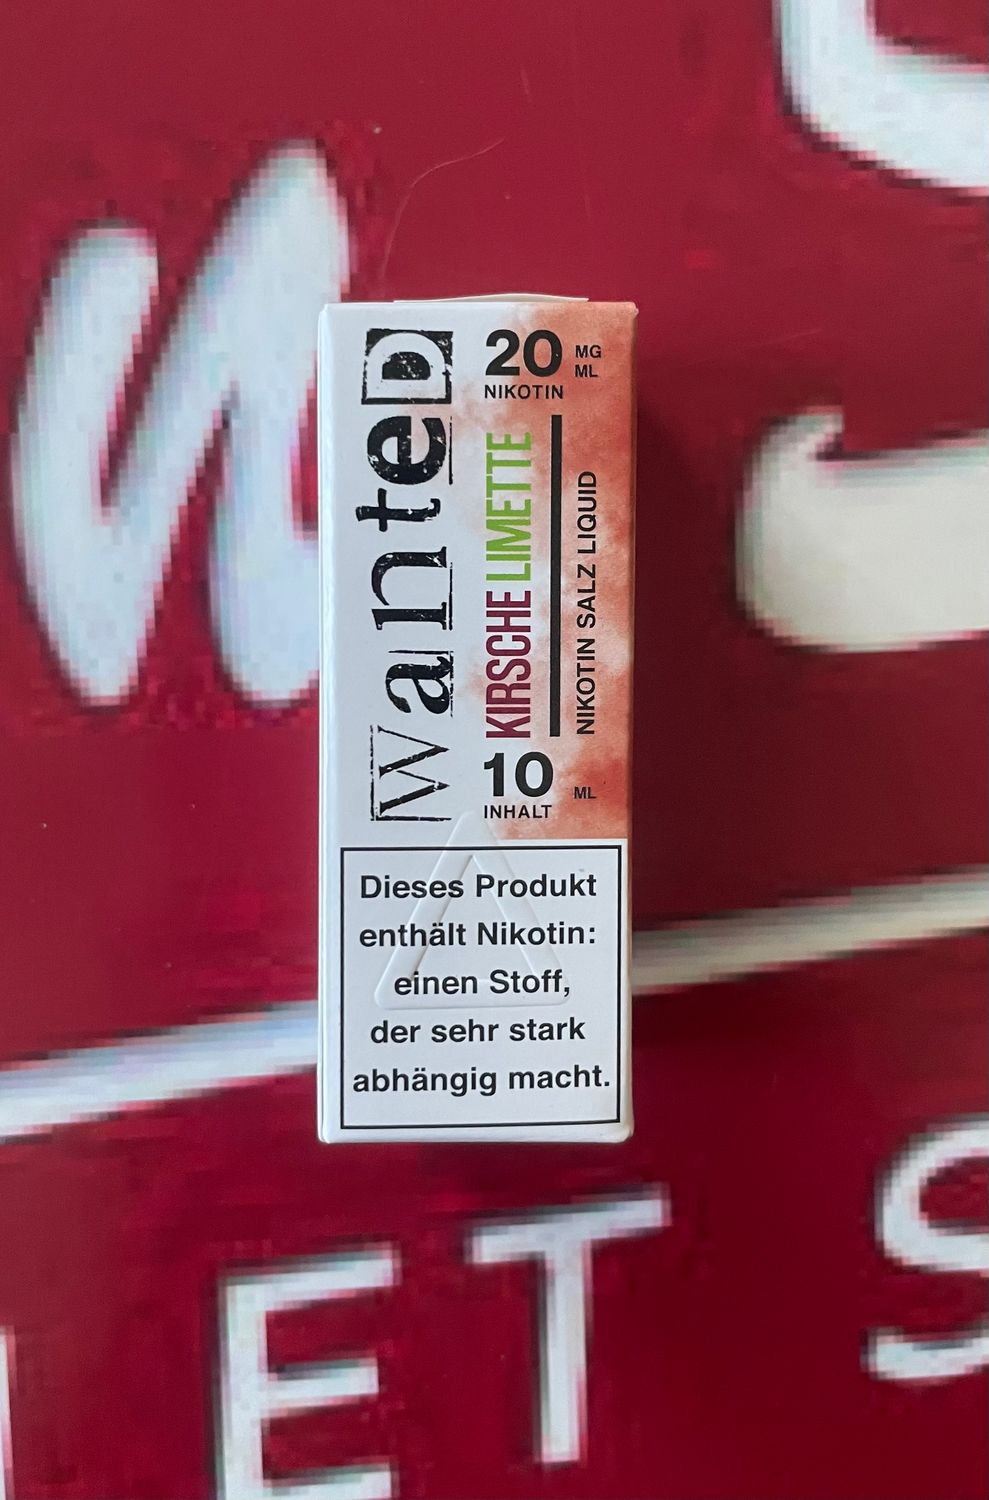 WanteD
20 MG
ML
NIKOTIN
KIRSCHE LIMETTE
NIKOTIN SALZ LIQUID
10 ML
INHALT
Dieses Produkt
enthält Nikotin:
einen Stoff,
der sehr stark
abhängig macht.
ET S